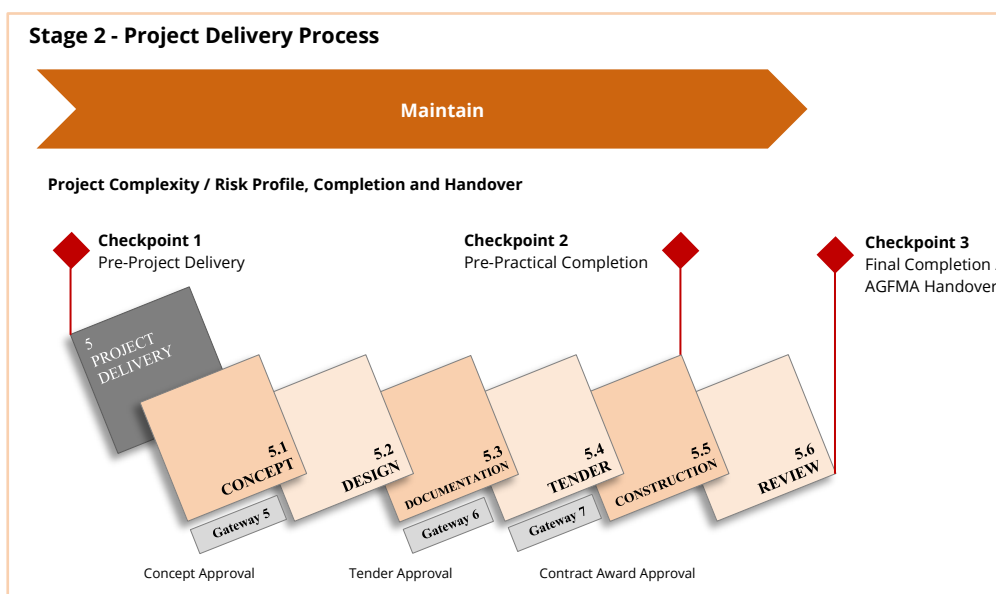 Stage 2 - Project Delivery Process
Maintain
Project Complexity / Risk Profile, Completion and Handover
Checkpoint 1
Pre-Project Delivery
Checkpoint 2
Pre-Practical Completion
Checkpoint 3
Final Completion
AGFMA Handover
5
PROJECT
DELIVERY
5.1
CONCEPT
5.2
DESIGN
5.3
DOCUMENTATION
5.4
TENDER
5.5
CONSTRUCTION
5.6
REVIEW
Gateway 5
Gateway 6
Gateway 7
Concept Approval
Tender Approval
Contract Award Approval